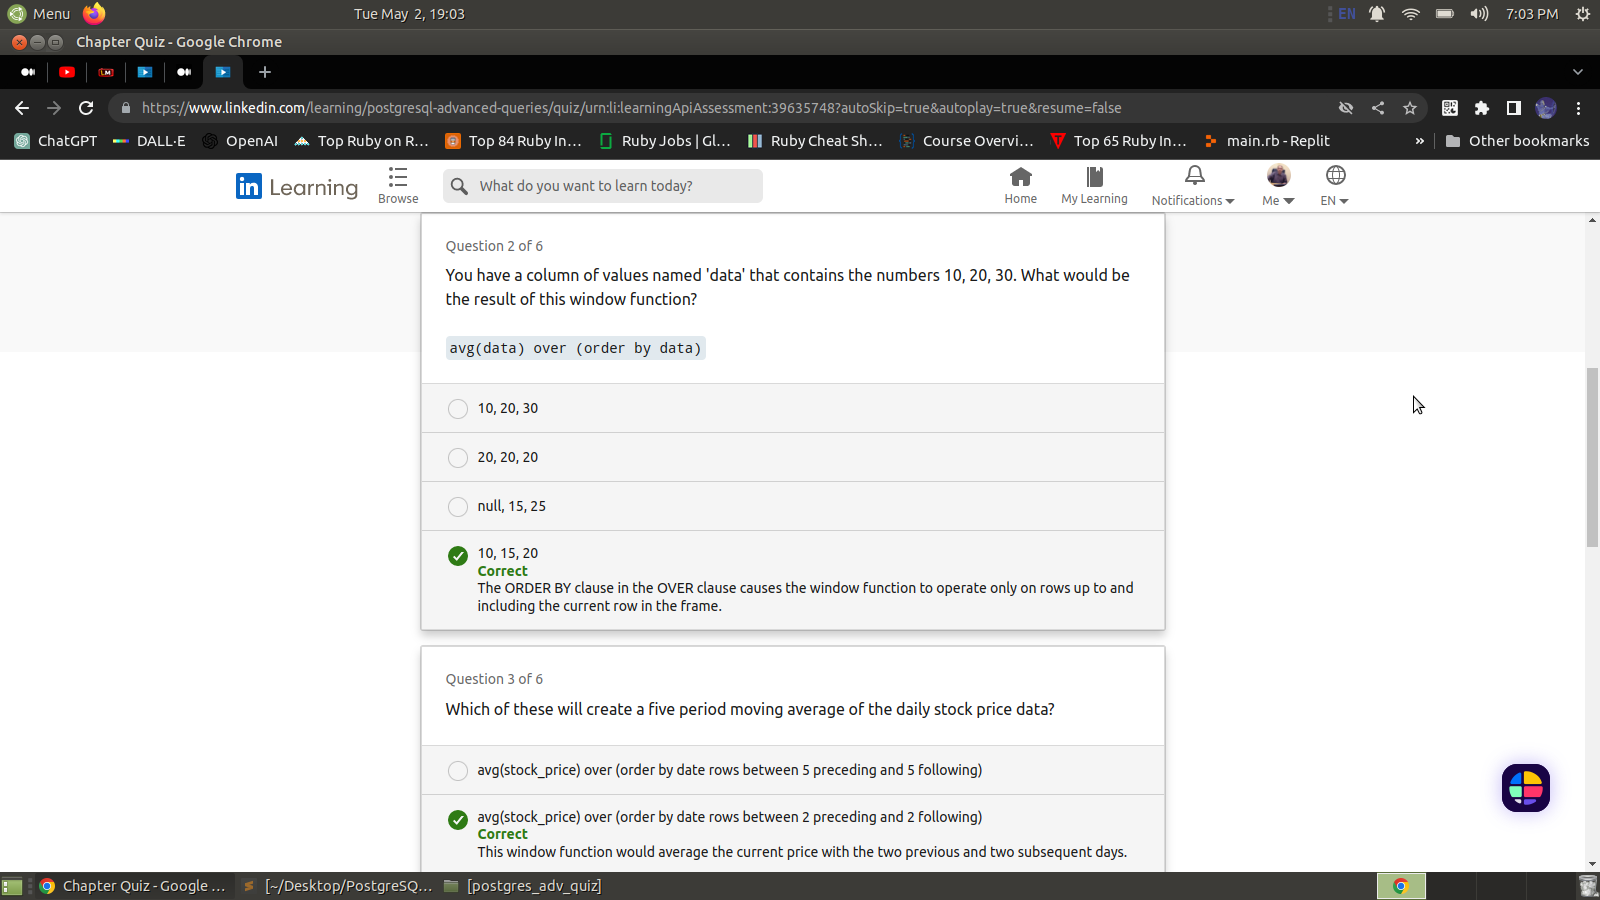 Menu
Tue May 2, 19:03
EN
7:03 PM
Chapter Quiz - Google Chrome
LM
https://www.linkedin.com/learning/postgresql-advanced-queries/quiz/urn:li:learningApiAssessment:39635748?autoSkip=true&autoplay=true&resume=false
ChatGPT
DALL·E
OpenAI
Top Ruby on R...
Top 84 Ruby In...
Ruby Jobs | Gl...
Ruby Cheat Sh...
Course Overvi...
Top 65 Ruby In...
main.rb - Replit
»
Other bookmarks
in Learning
Browse
What do you want to learn today?
Home
My Learning
Notifications
Me
EN
Question 2 of 6
You have a column of values named 'data' that contains the numbers 10, 20, 30. What would be
the result of this window function?
avg(data) over (order by data)
10, 20, 30
20, 20, 20
null, 15, 25
10, 15, 20
Correct
The ORDER BY clause in the OVER clause causes the window function to operate only on rows up to and
including the current row in the frame.
Question 3 of 6
Which of these will create a five period moving average of the daily stock price data?
avg(stock_price) over (order by date rows between 5 preceding and 5 following)
avg(stock_price) over (order by date rows between 2 preceding and 2 following)
Correct
This window function would average the current price with the two previous and two subsequent days.
Chapter Quiz - Google ...
[~/Desktop/PostgreSQ...
[postgres_adv_quiz]